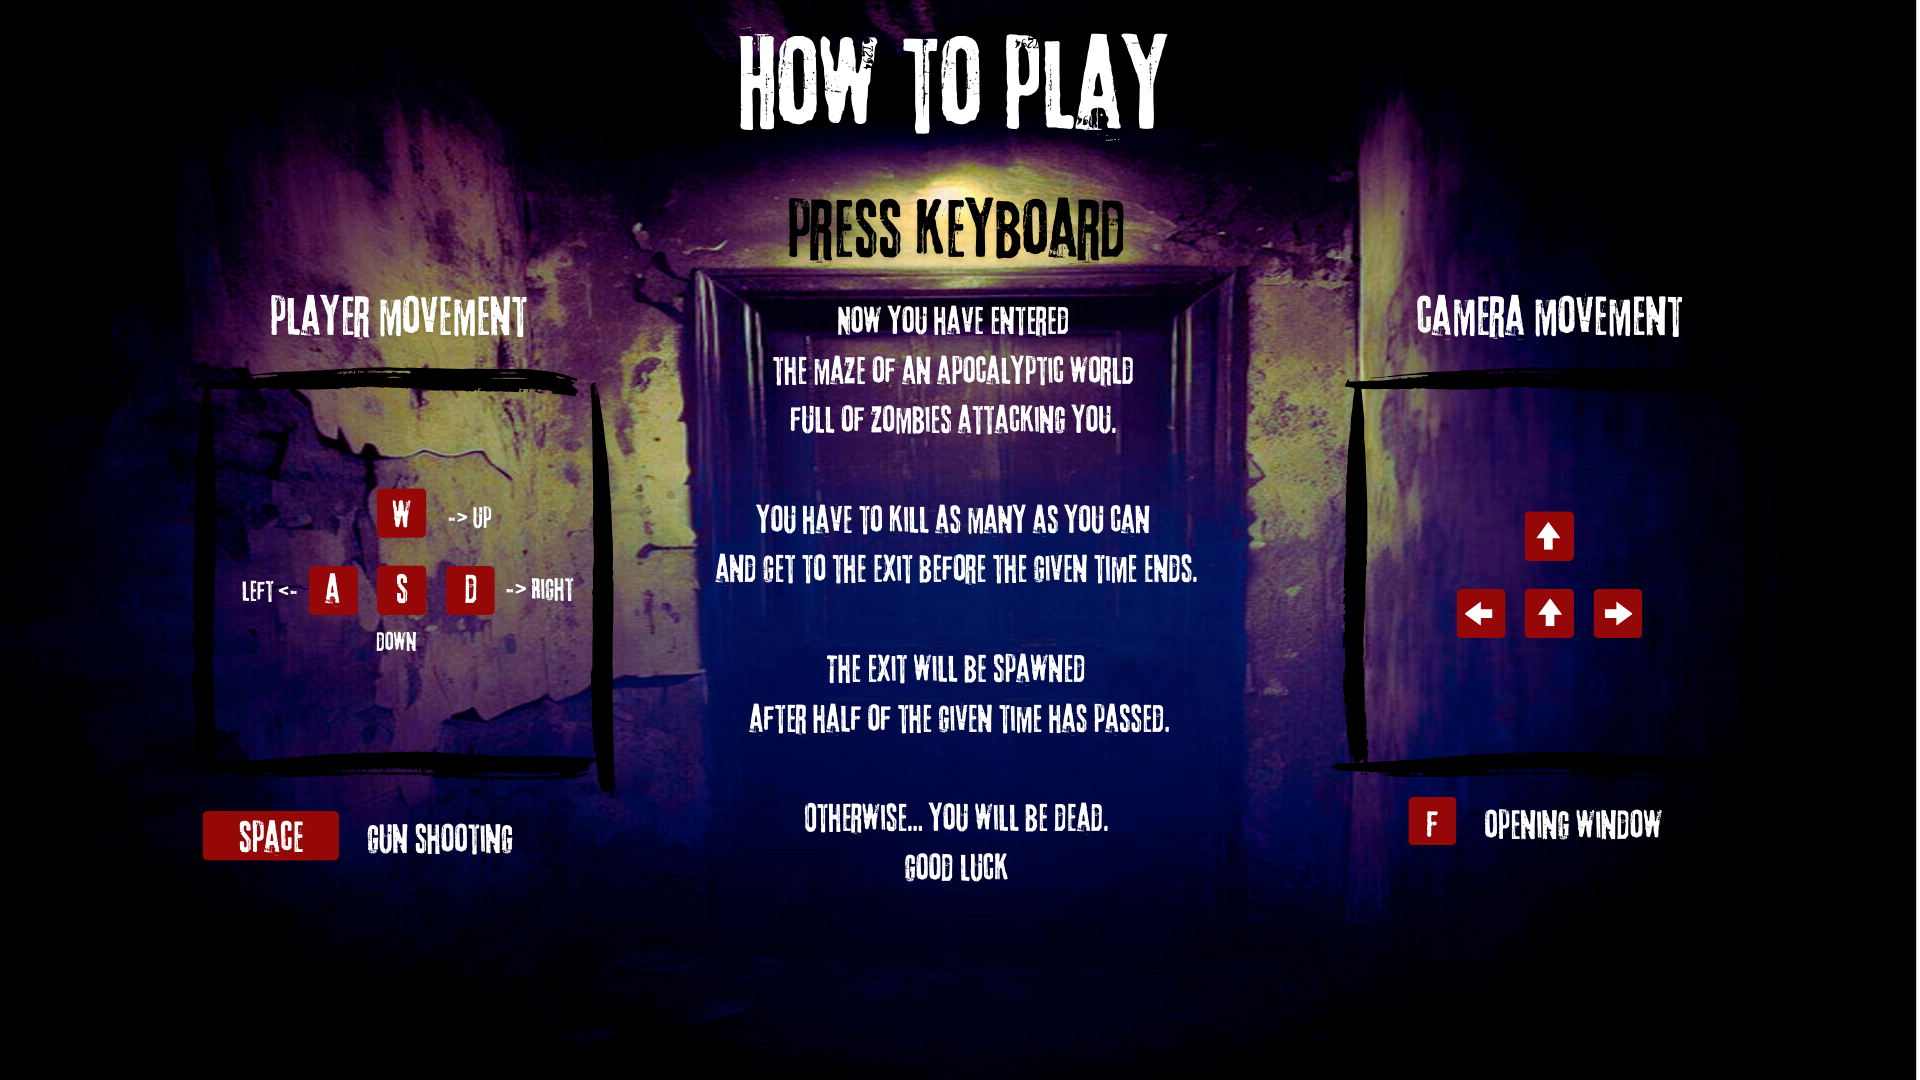 HOW TO PLAY
PRESS KEYBOARD
PLAYER MOVEMENT
W -> UP
LEFT <- A S D -> RIGHT
DOWN
SPACE GUN SHOOTING
NOW YOU HAVE ENTERED
THE MAZE OF AN APOCALYPTIC WORLD
FULL OF ZOMBIES ATTACKING YOU.
YOU HAVE TO KILL AS MANY AS YOU CAN
AND GET TO THE EXIT BEFORE THE GIVEN TIME ENDS.
THE EXIT WILL BE SPAWNED
AFTER HALF OF THE GIVEN TIME HAS PASSED.
OTHERWISE... YOU WILL BE DEAD.
GOOD LUCK
CAMERA MOVEMENT
F OPENING WINDOW